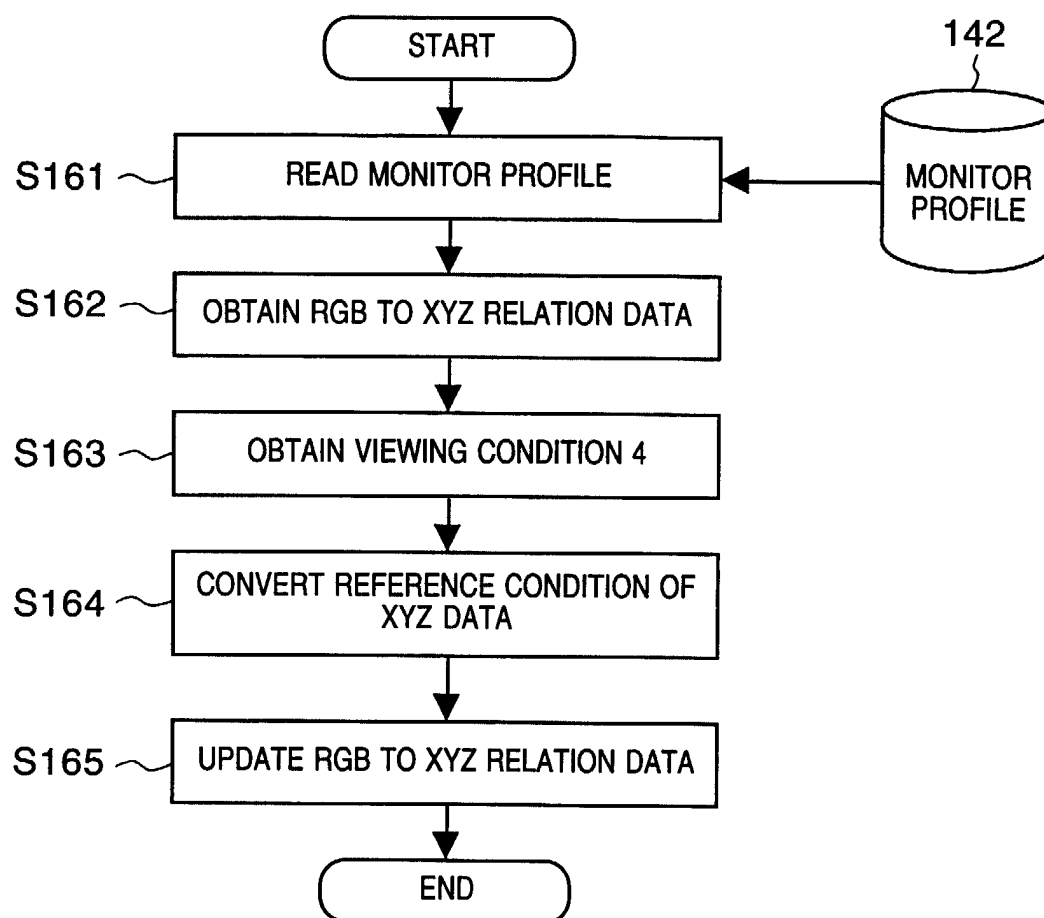 START
142
S161
READ MONITOR PROFILE
MONITOR
PROFILE
S162
OBTAIN RGB TO XYZ RELATION DATA
S163
OBTAIN VIEWING CONDITION 4
S164
CONVERT REFERENCE CONDITION OF
XYZ DATA
S165
UPDATE RGB TO XYZ RELATION DATA
END